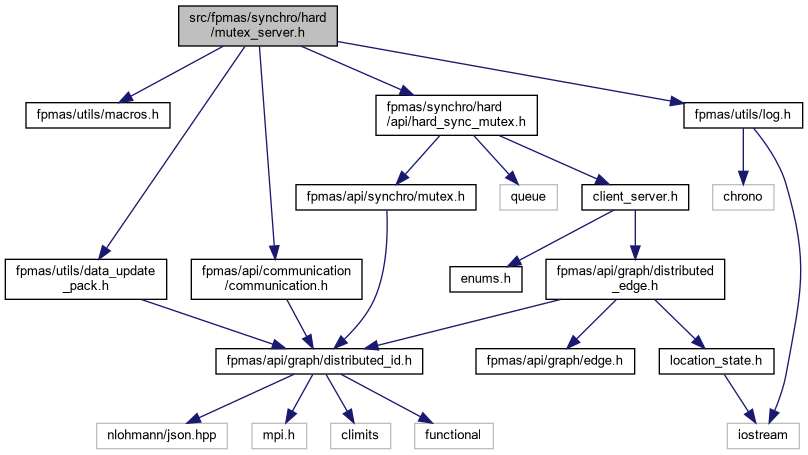 src/fpmas/synchro/hard
/mutex_server.h
fpmas/utils/macros.h
fpmas/synchro/hard
/api/hard_sync_mutex.h
fpmas/utils/log.h
fpmas/api/synchro/mutex.h
queue
client_server.h
chrono
fpmas/utils/data_update
_pack.h
fpmas/api/communication
/communication.h
enums.h
fpmas/api/graph/distributed
_edge.h
fpmas/api/graph/distributed_id.h
fpmas/api/graph/edge.h
location_state.h
nlohmann/json.hpp
mpi.h
climits
functional
iostream